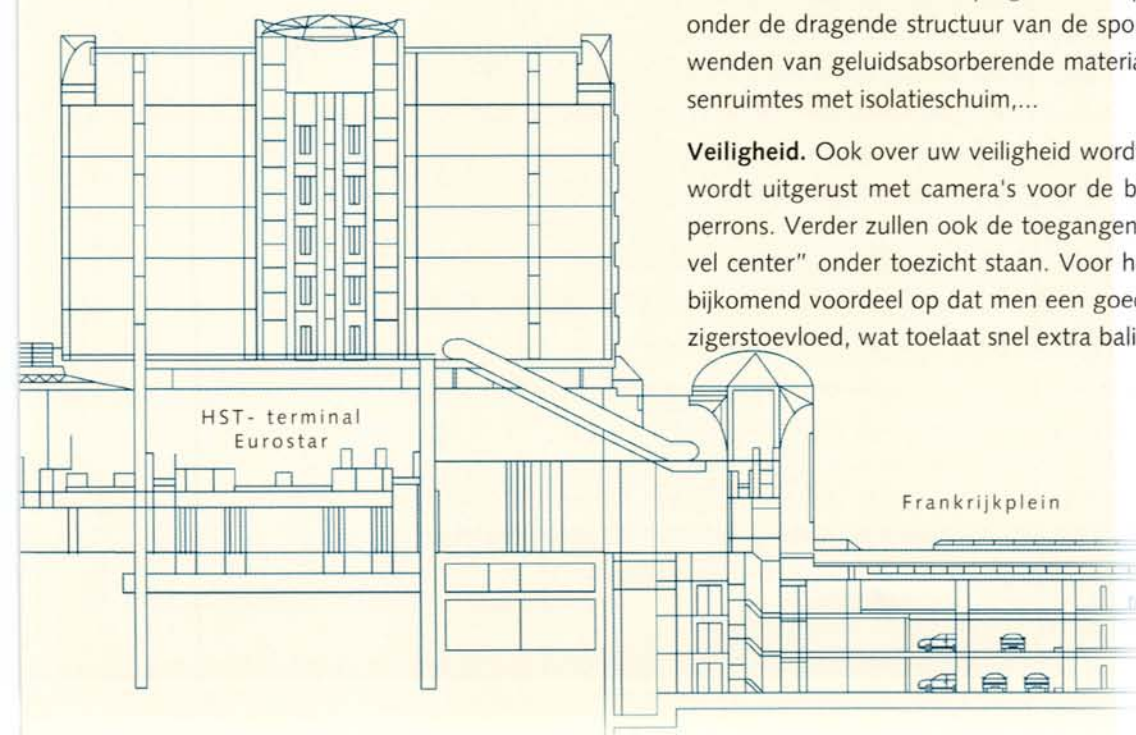 onder de dragende structuur van de spo
wenden van geluidsabsorberende materia
senruimtes met isolatieschuim,...
Veiligheid. Ook over uw veiligheid word
wordt uitgerust met camera's voor de b
perrons. Verder zullen ook de toegangen
vel center” onder toezicht staan. Voor h
bijkomend voordeel op dat men een goed
zigerstoevloed, wat toelaat snel extra bali
HST- terminal
Eurostar
Frankrijkplein